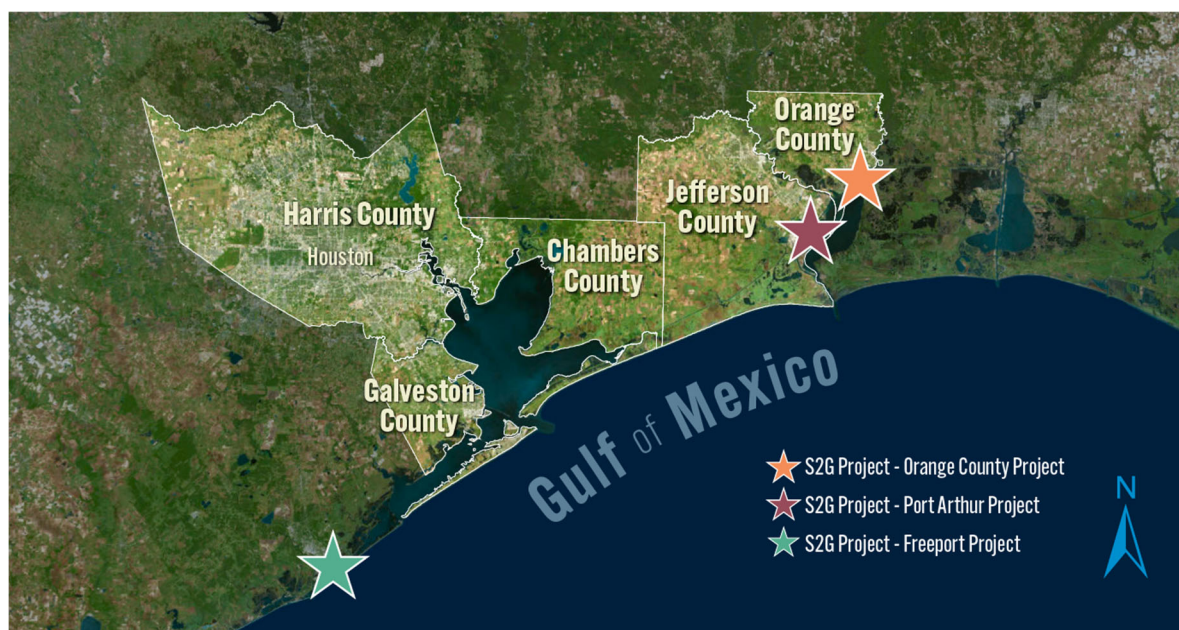 Orange
County
Jefferson
County
Harris County
Houston
Chambers
County
Galveston
County
Gulf of Mexico
S2G Project - Orange County Project
S2G Project - Port Arthur Project
S2G Project - Freeport Project
N